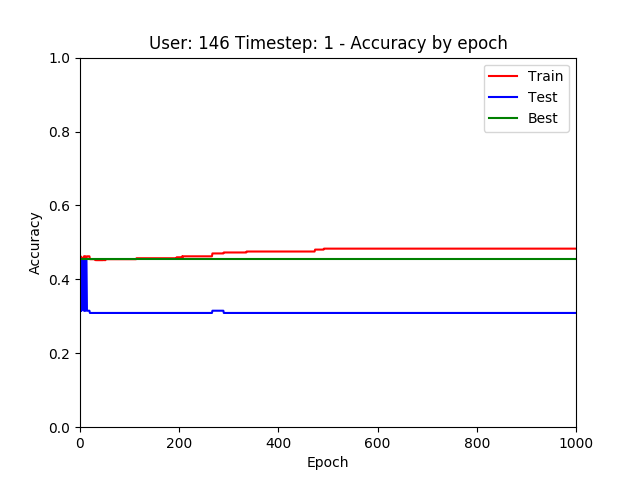 User: 146 Timestep: 1 - Accuracy by epoch
1.0
0.8
0.6
0.4
0.2
0.0
Accuracy
Train
Test
Best
0 200 400 600 800 1000
Epoch